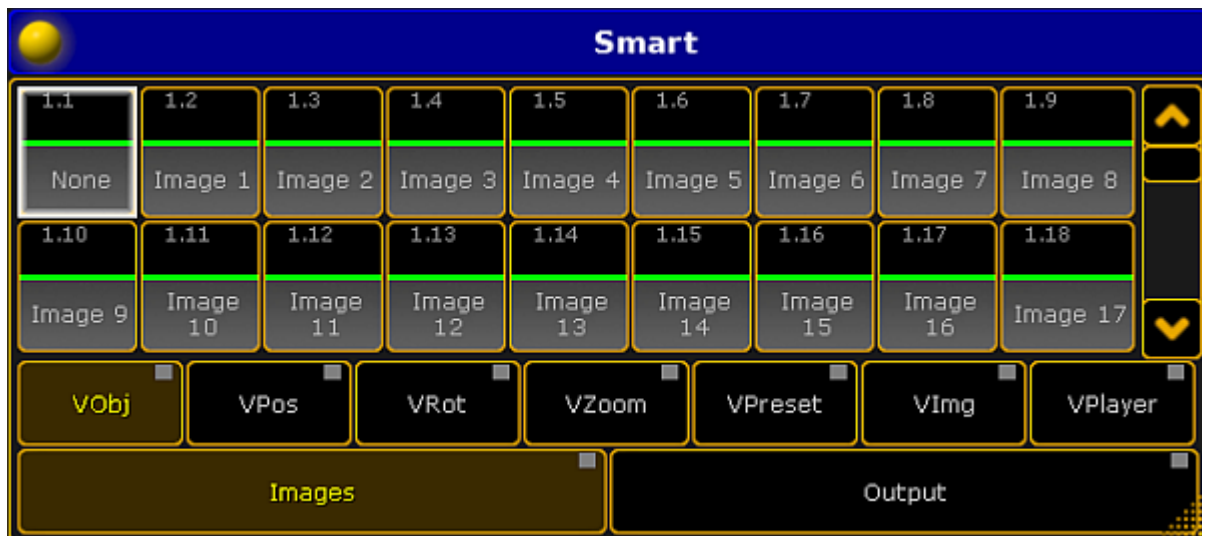 Smart
1.1 1.2 1.3 1.4 1.5 1.6 1.7 1.8 1.9
None Image 1 Image 2 Image 3 Image 4 Image 5 Image 6 Image 7 Image 8
1.10 1.11 1.12 1.13 1.14 1.15 1.16 1.17 1.18
Image 9 Image 10 Image 11 Image 12 Image 13 Image 14 Image 15 Image 16 Image 17
VObj VPos VRot VZoom VPreset VImg VPlayer
Images Output